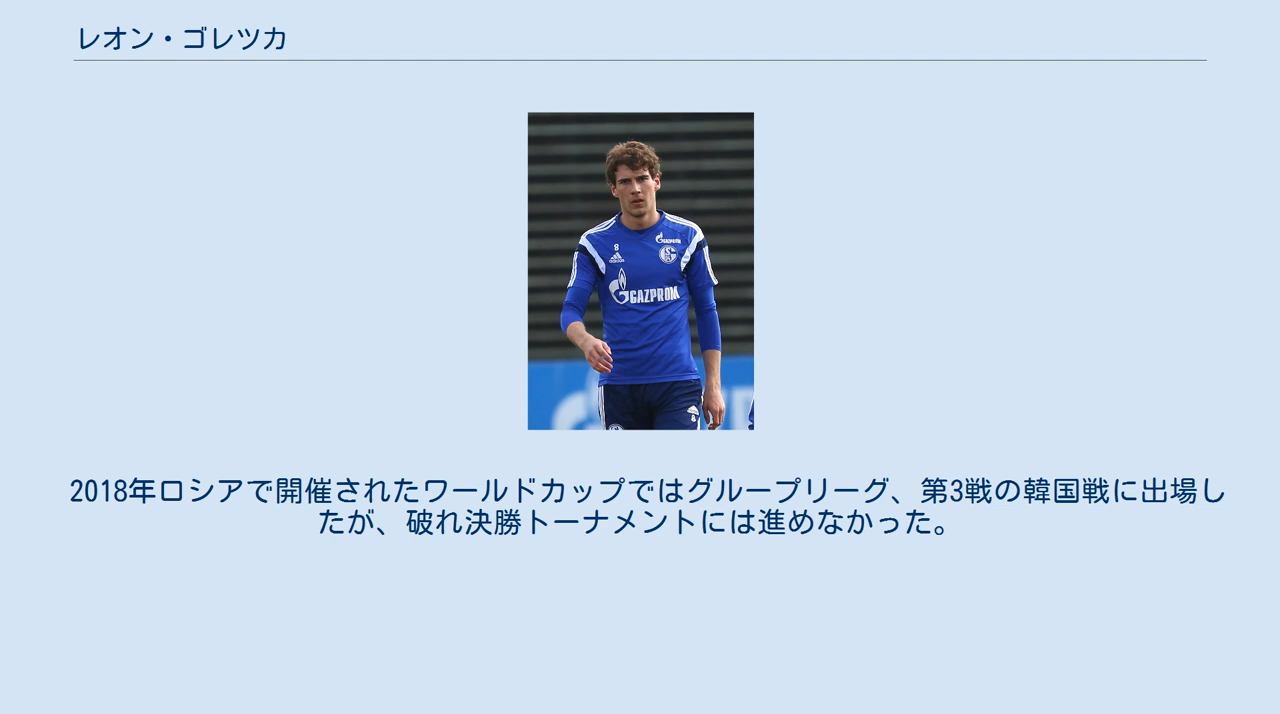 レオン・ゴレツカ
8
GAZPROM
adidas
GAZPROM
2018年ロシアで開催されたワールドカップではグループリーグ、第3戦の韓国戦に出場し
たが、破れ決勝トーナメントには進めなかった。